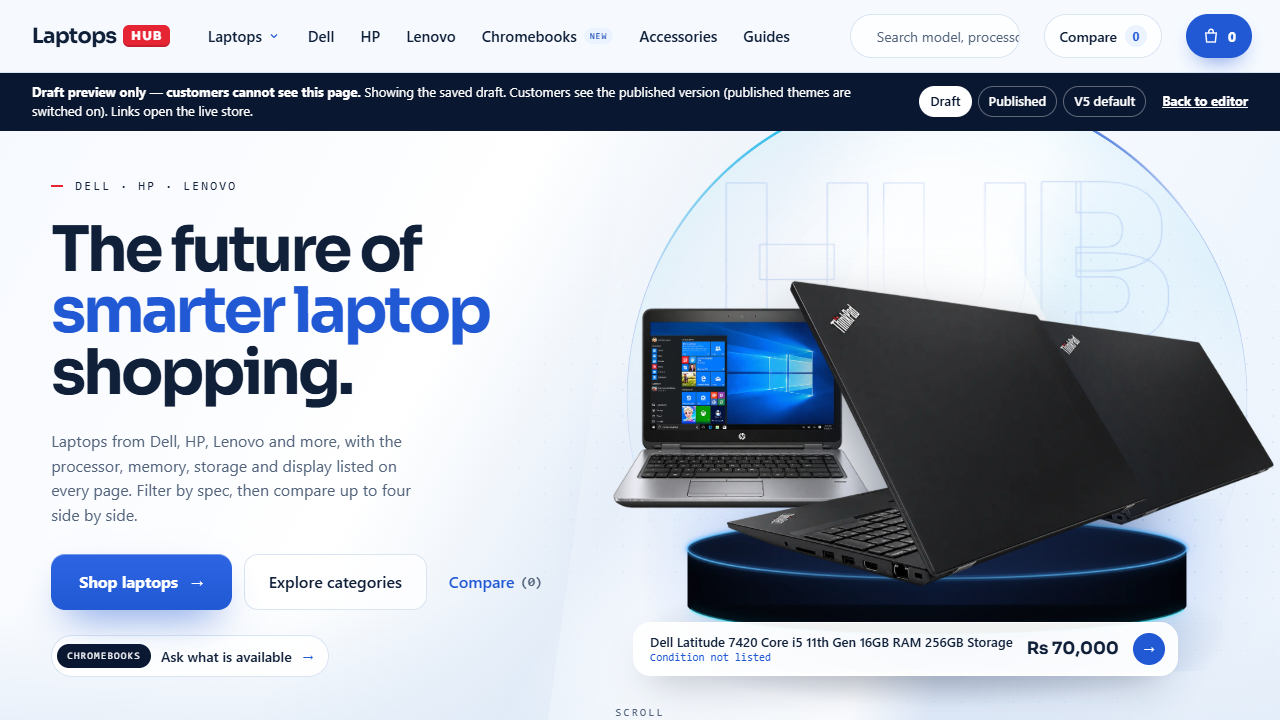 Laptops HUB Laptops Dell HP Lenovo Chromebooks NEW Accessories Guides Search model, processo Compare 0 0
Draft preview only — customers cannot see this page. Showing the saved draft. Customers see the published version (published themes are
switched on). Links open the live store.
Draft Published V5 default Back to editor
DELL · HP · LENOVO
The future of
smarter laptop
shopping.
Laptops from Dell, HP, Lenovo and more, with the
processor, memory, storage and display listed on
every page. Filter by spec, then compare up to four
side by side.
Shop laptops → Explore categories Compare (0)
CHROMEBOOKS Ask what is available →
HUB
ThinkPad
ThinkPad
hp
ThinkPad
Dell Latitude 7420 Core i5 11th Gen 16GB RAM 256GB Storage
Condition not listed
Rs 70,000 →
SCROLL